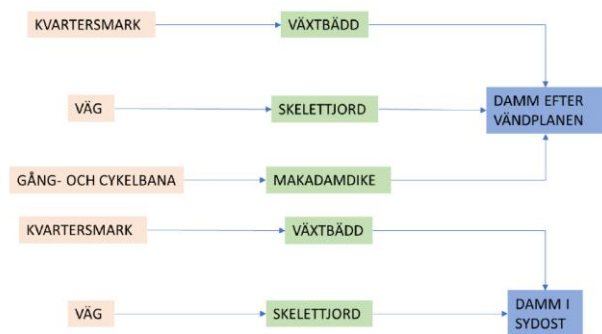 KVARTERSMARK
VÄXTBÄDD
VÄG
SKELETTJORD
DAMM EFTER
VÄNDPLANEN
GÅNG- OCH CYKELBANA
MAKADAMDIKE
KVARTERSMARK
VÄXTBÄDD
VÄG
SKELETTJORD
DAMM I
SYDOST